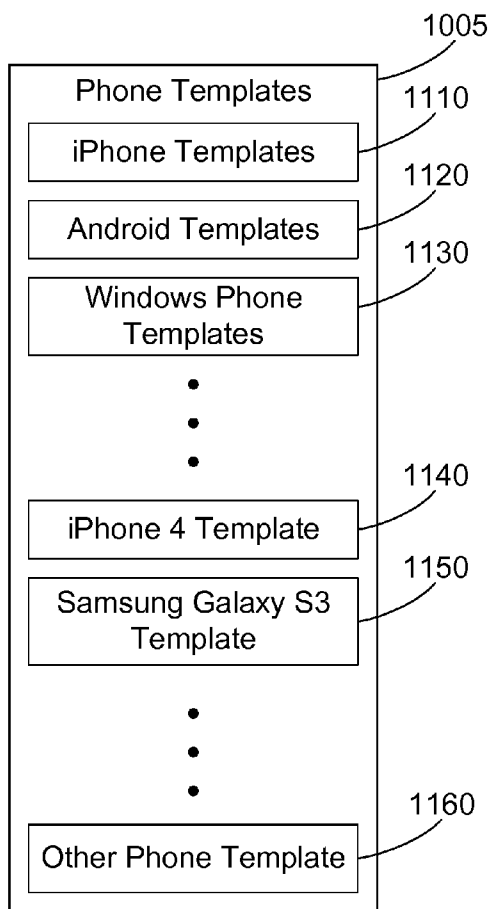 1005
Phone Templates
1110
iPhone Templates
1120
Android Templates
1130
Windows Phone
Templates
1140
iPhone 4 Template
1150
Samsung Galaxy S3
Template
1160
Other Phone Template